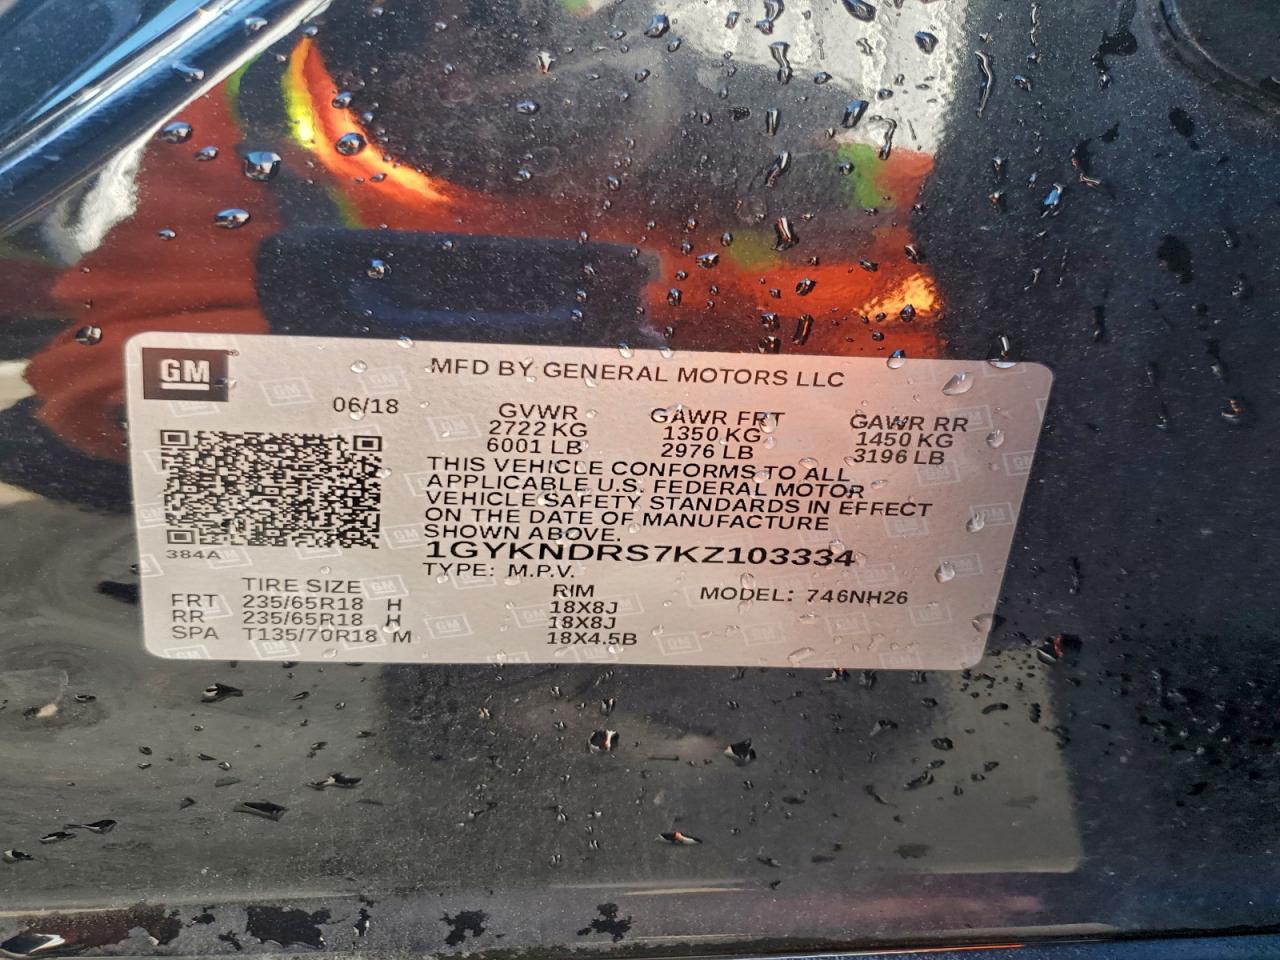 GM
MFD BY GENERAL MOTORS LLC
06/18 GVWR GAWR FRT GAWR RR
2722 KG 1350 KG 1450 KG
6001 LB 2976 LB 3196 LB
THIS VEHICLE CONFORMS TO ALL
APPLICABLE U.S. FEDERAL MOTOR
VEHICLE SAFETY STANDARDS IN EFFECT
ON THE DATE OF MANUFACTURE
SHOWN ABOVE.
384A
1GYKNDRS7KZ103334
TYPE: M.P.V.
TIRE SIZE RIM MODEL: 746NH26
FRT 235/65R18 H 18X8J
RR 235/65R18 H 18X8J
SPA T135/70R18 M 18X4.5B